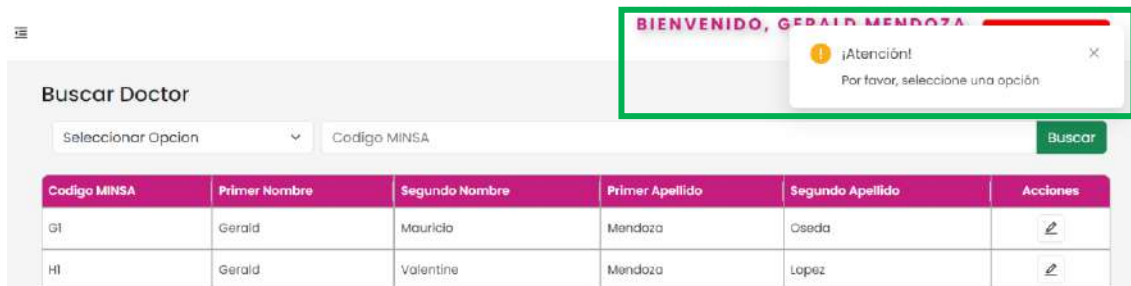 BIENVENIDO, GERALD MENDOZA
¡Atención!
Por favor, seleccione una opción
Buscar Doctor
Seleccionar Opcion
Codigo MINSA
Buscar
Codigo MINSA Primer Nombre Segundo Nombre Primer Apellido Segundo Apellido Acciones
G1 Gerald Mauricio Mendoza Oseda
H1 Gerald Valentine Mendoza Lopez